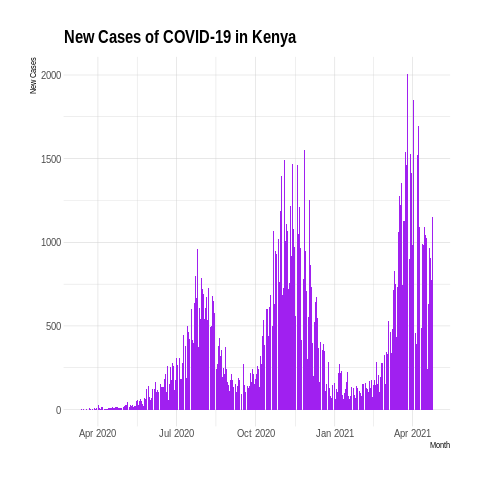 New Cases of COVID-19 in Kenya
New Cases
2000
1500
1000
500
0
Apr 2020
Jul 2020
Oct 2020
Jan 2021
Apr 2021
Month